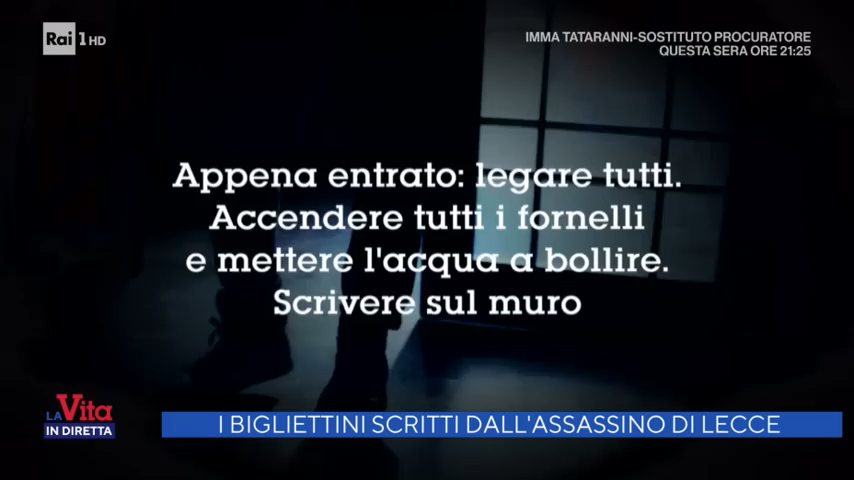 Rai 1 HD
IMMA TATARANNI-SOSTITUTO PROCURATORE
QUESTA SERA ORE 21:25
Appena entrato: legare tutti.
Accendere tutti i fornelli
e mettere l'acqua a bollire.
Scrivere sul muro
LA Vita
IN DIRETTA
I BIGLIETTINI SCRITTI DALL'ASSASSINO DI LECCE